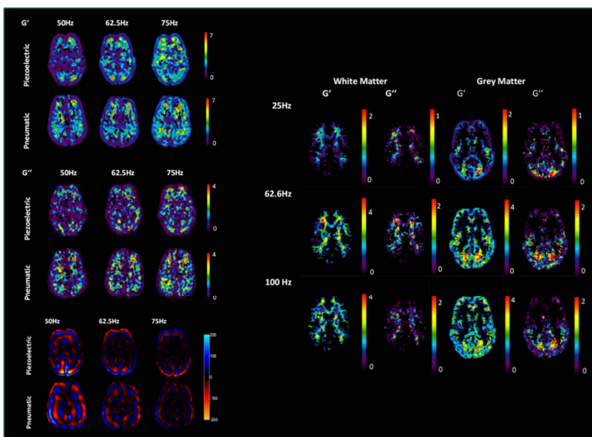 G' 50Hz 62.5Hz 75Hz
Piezoelectric
7
0
Pneumatic
7
0
G'' 50Hz 62.5Hz 75Hz
Piezoelectric
4
0
Pneumatic
4
0
50Hz 62.5Hz 75Hz
Piezoelectric
Pneumatic
200
100
0
-100
White Matter Grey Matter
G' G'' G' G''
25Hz
2 1 2 1
0 0 0 0
62.6Hz
4 2 4 2
0 0 0 0
100 Hz
4 2 4 2
0 0 0 0